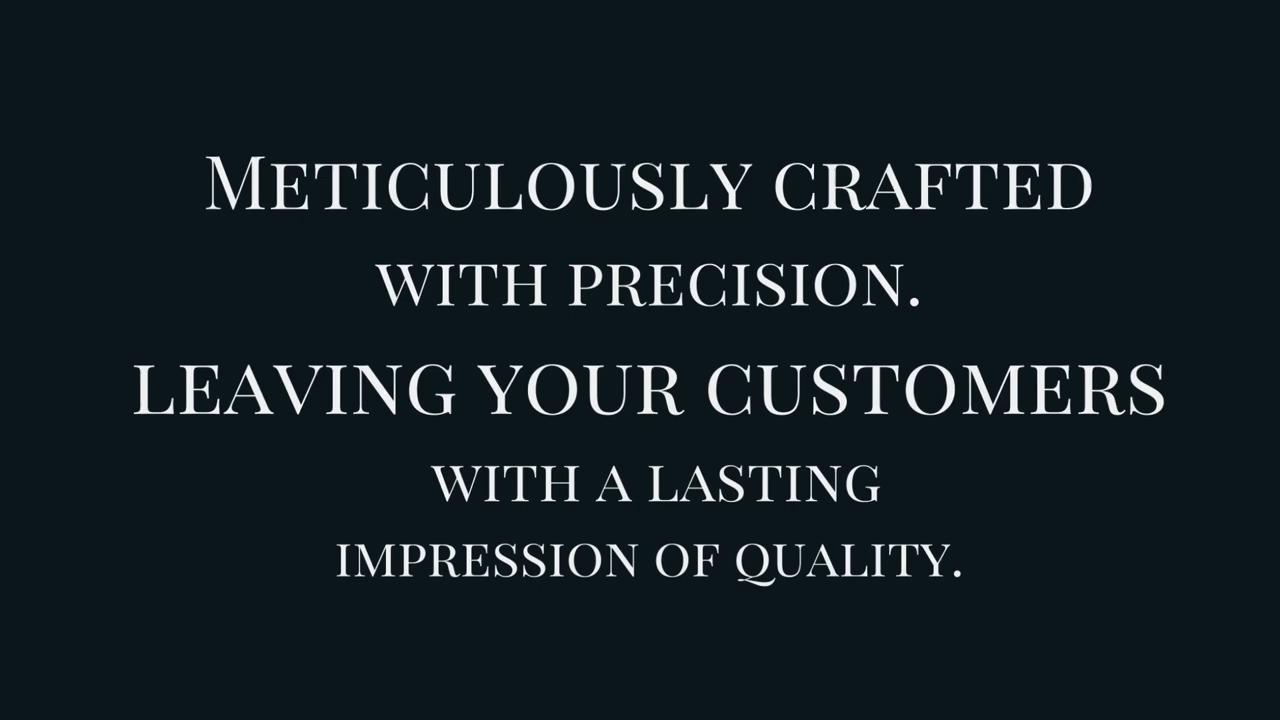 Meticulously crafted
with precision.
leaving your customers
with a lasting
impression of quality.